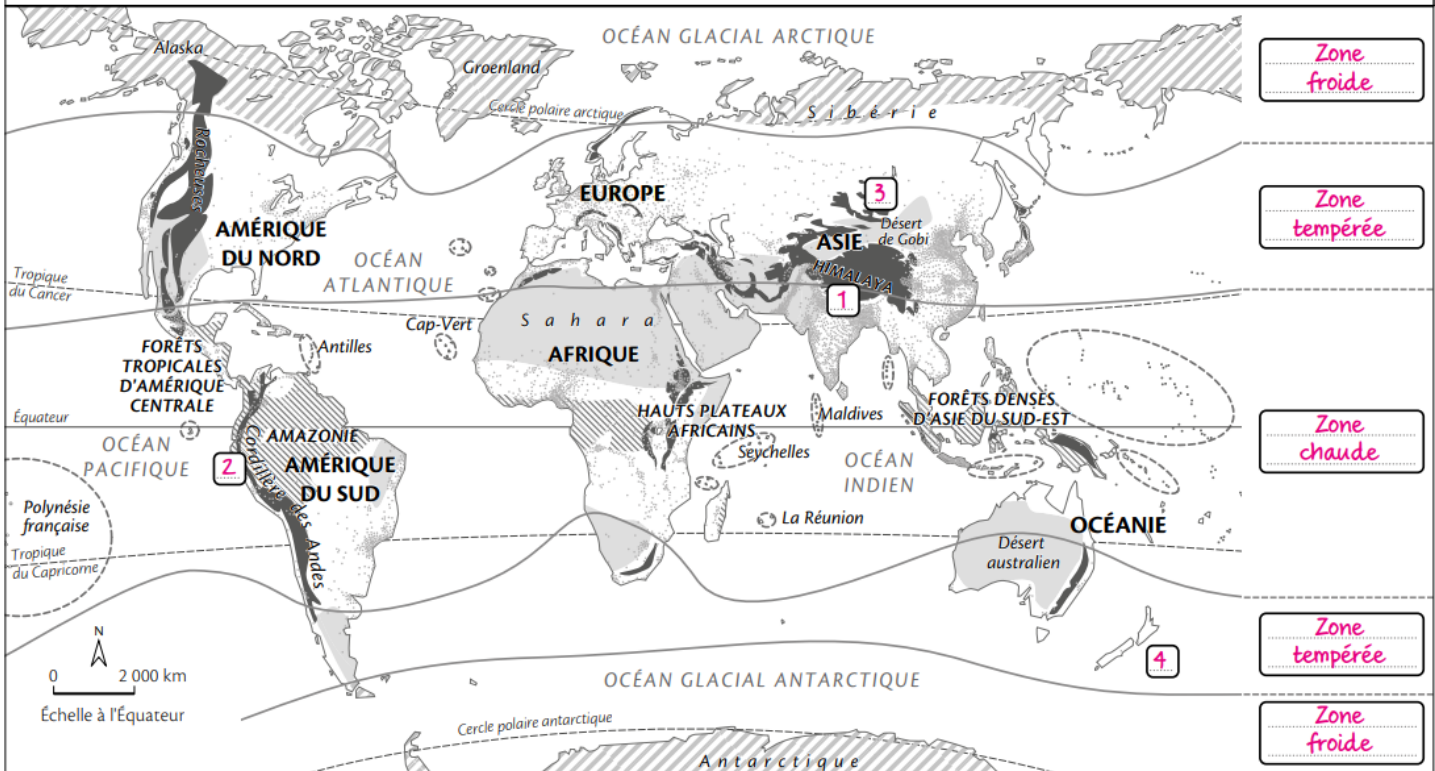 Alaska
Groenland
OCÉAN GLACIAL ARCTIQUE
Zone
froide
Cercle polaire arctique
Sibérie
Rocheuses
EUROPE
3
Zone
tempérée
AMÉRIQUE
DU NORD
ASIE
Désert
de Gobi
OCÉAN
ATLANTIQUE
HIMALAYA
Tropique
du Cancer
1
Sahara
Cap-Vert
Antilles
AFRIQUE
FORÊTS
TROPICALES
D'AMÉRIQUE
CENTRALE
HAUTS PLATEAUX
AFRICAINS
Maldives
FORÊTS DENSES
D'ASIE DU SUD-EST
Équateur
Zone
chaude
OCÉAN
PACIFIQUE
2
AMAZONIE
AMÉRIQUE
DU SUD
Cordillère des Andes
Seychelles
OCÉAN
INDIEN
Polynésie
française
La Réunion
OCÉANIE
Désert
australien
Tropique
du Capricorne
Zone
tempérée
4
N
0 2 000 km
Échelle à l'Équateur
OCÉAN GLACIAL ANTARCTIQUE
Cercle polaire antarctique
Antarctique
Zone
froide